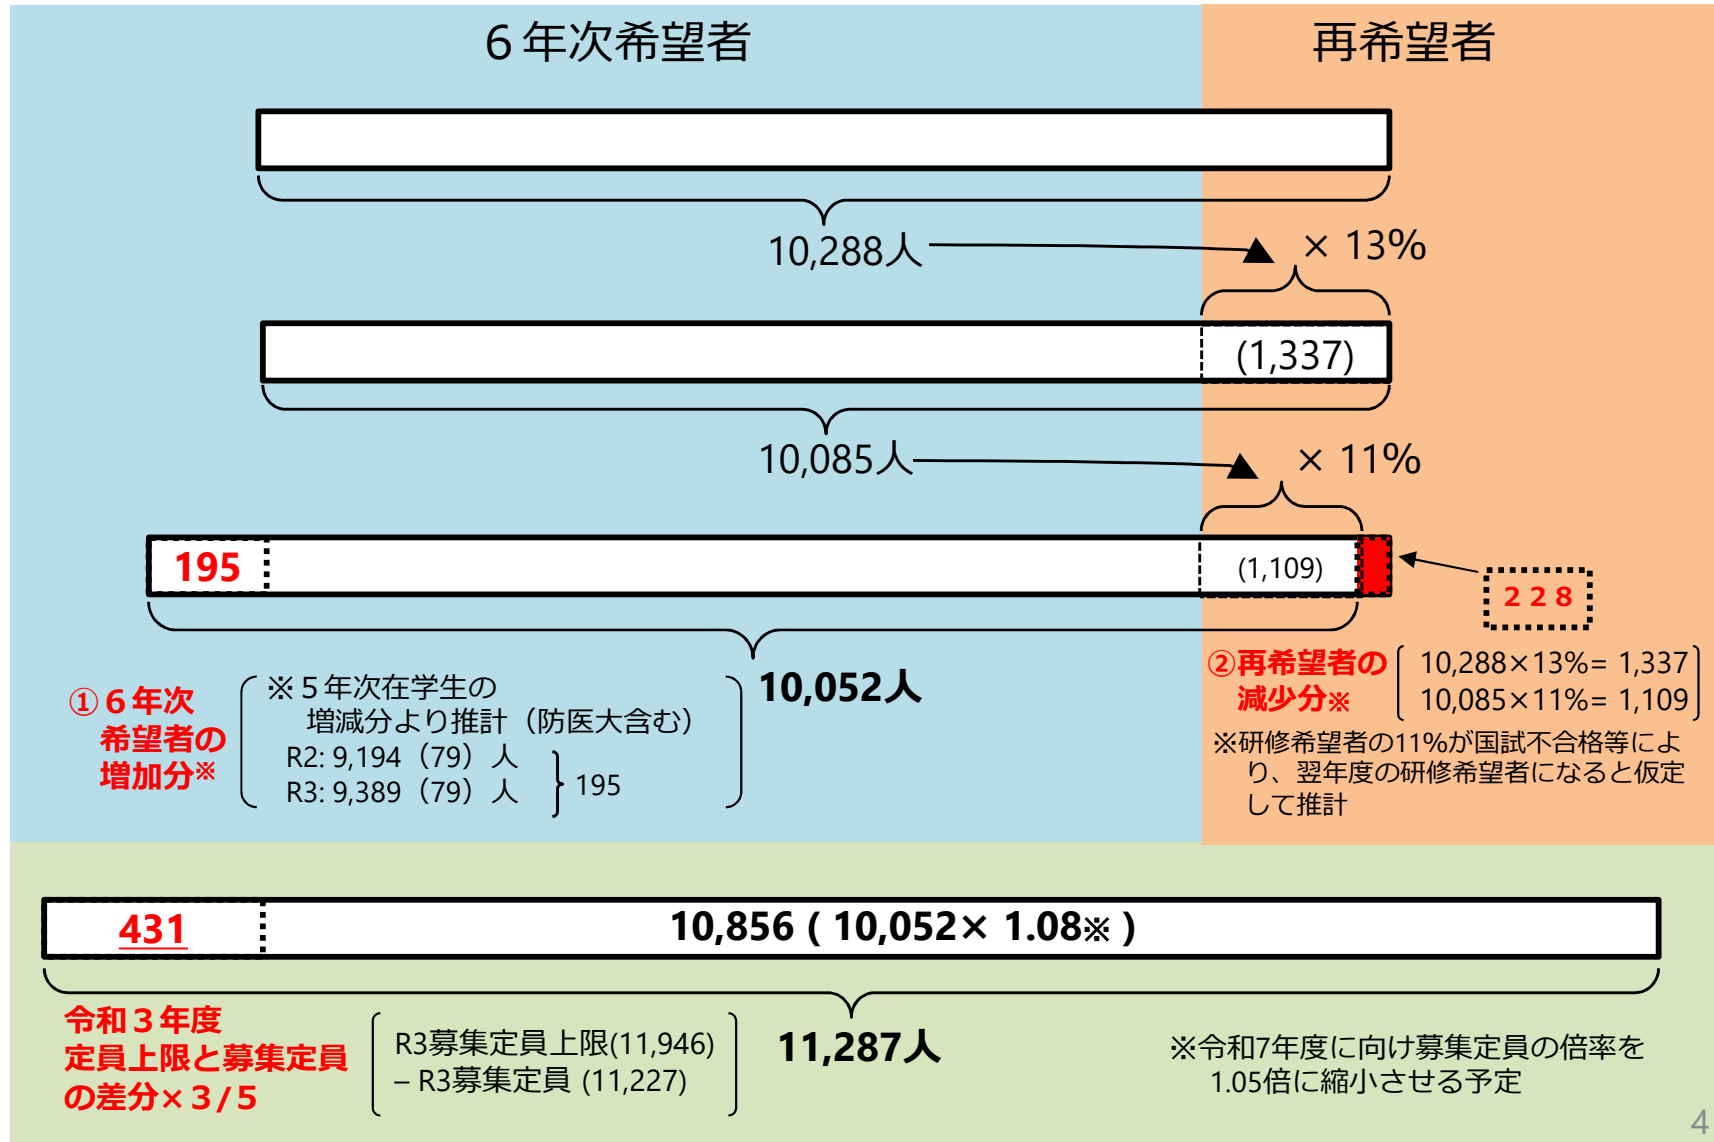 ６年次希望者
再希望者
10,288人
× 13%
(1,337)
10,085人
× 11%
195
(1,109)
２２８
10,052人
①６年次
希望者の
増加分※
※５年次在学生の
増減分より推計（防医大含む）
R2: 9,194（79）人
R3: 9,389（79）人
195
②再希望者の
減少分※
10,288×13%= 1,337
10,085×11%= 1,109
※研修希望者の11%が国試不合格等によ
り、翌年度の研修希望者になると仮定
して推計
431
10,856 ( 10,052× 1.08※ )
令和３年度
定員上限と募集定員
の差分×３/５
R3募集定員上限(11,946)
– R3募集定員 (11,227)
11,287人
※令和7年度に向け募集定員の倍率を
1.05倍に縮小させる予定
4